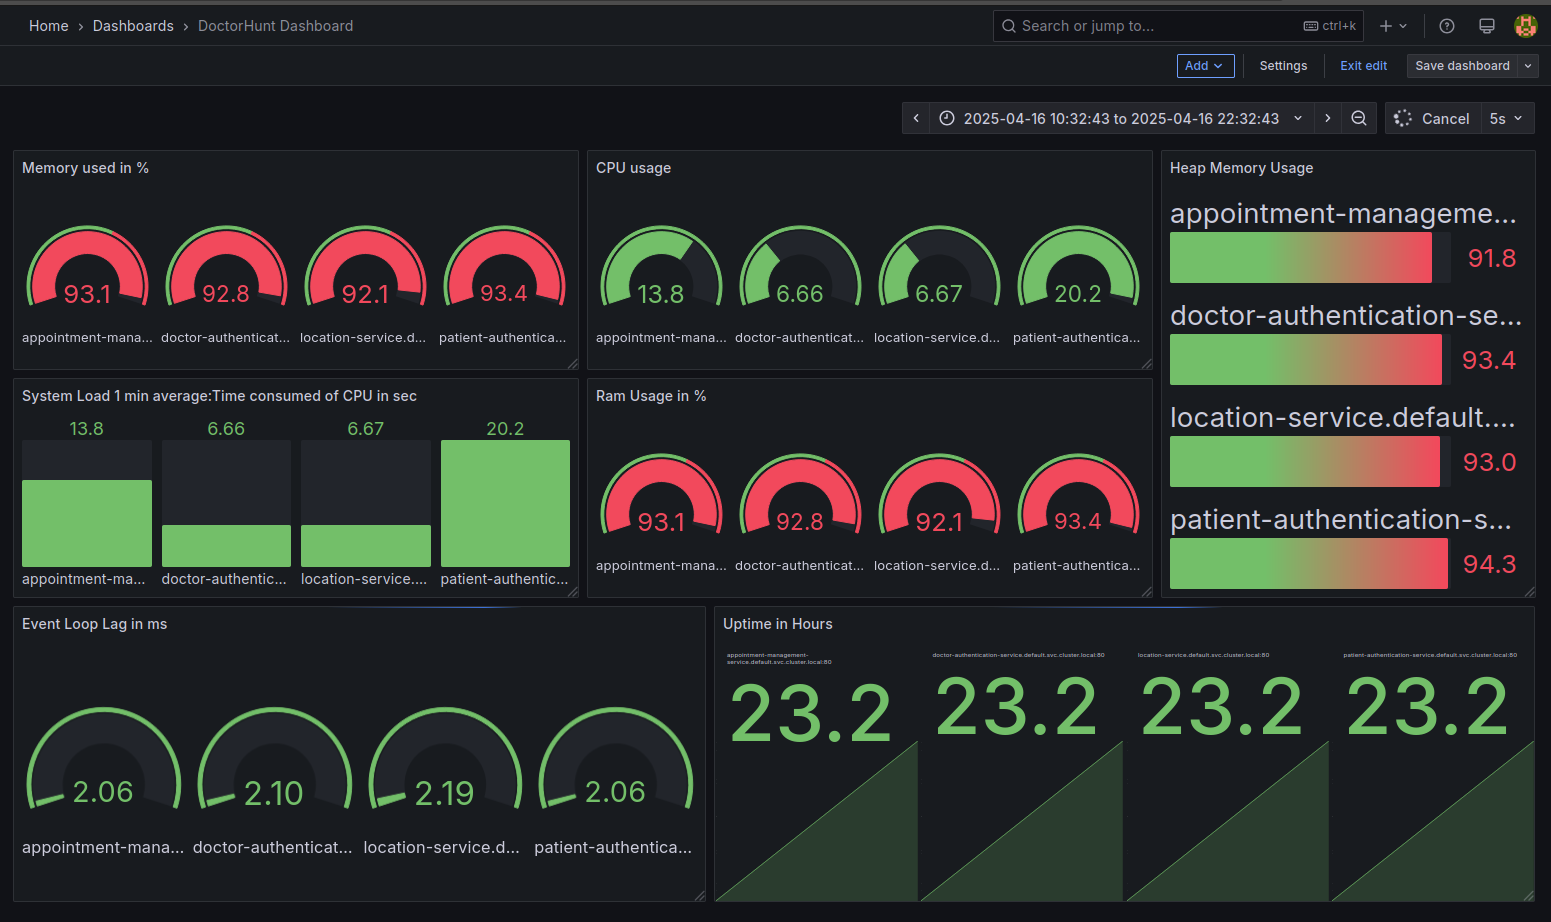 Home › Dashboards › DoctorHunt Dashboard
Search or jump to...
ctrl+k
Add
Settings
Exit edit
Save dashboard
2025-04-16 10:32:43 to 2025-04-16 22:32:43
Cancel
5s
Memory used in %
93.1
92.8
92.1
93.4
appointment-mana...
doctor-authenticat...
location-service.d...
patient-authentica...
CPU usage
13.8
6.66
6.67
20.2
appointment-mana...
doctor-authenticat...
location-service.d...
patient-authentica...
Heap Memory Usage
appointment-manageme...
91.8
doctor-authentication-se...
93.4
location-service.default....
93.0
patient-authentication-s...
94.3
System Load 1 min average:Time consumed of CPU in sec
13.8
6.66
6.67
20.2
appointment-ma...
doctor-authentic...
location-service....
patient-authentic...
Ram Usage in %
93.1
92.8
92.1
93.4
appointment-mana...
doctor-authenticat...
location-service.d...
patient-authentica...
Event Loop Lag in ms
2.06
2.10
2.19
2.06
appointment-mana...
doctor-authenticat...
location-service.d...
patient-authentica...
Uptime in Hours
appointment-management-
service.default.svc.cluster.local:80
23.2
doctor-authentication-service.default.svc.cluster.local:80
23.2
location-service.default.svc.cluster.local:80
23.2
patient-authentication-service.default.svc.cluster.local:80
23.2